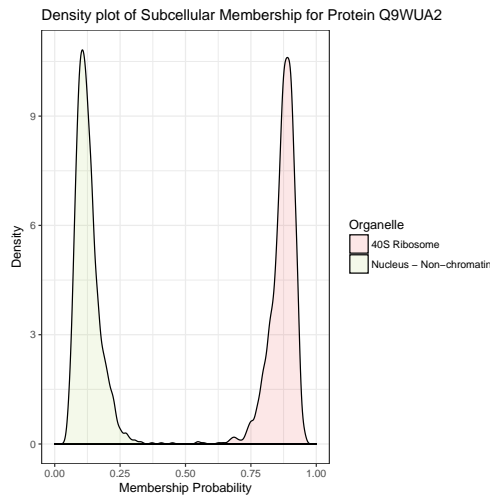 Density plot of Subcellular Membership for Protein Q9WUA2
9
6
3
0
Density
0.00 0.25 0.50 0.75 1.00
Membership Probability
Organelle
40S Ribosome
Nucleus − Non−chromatin